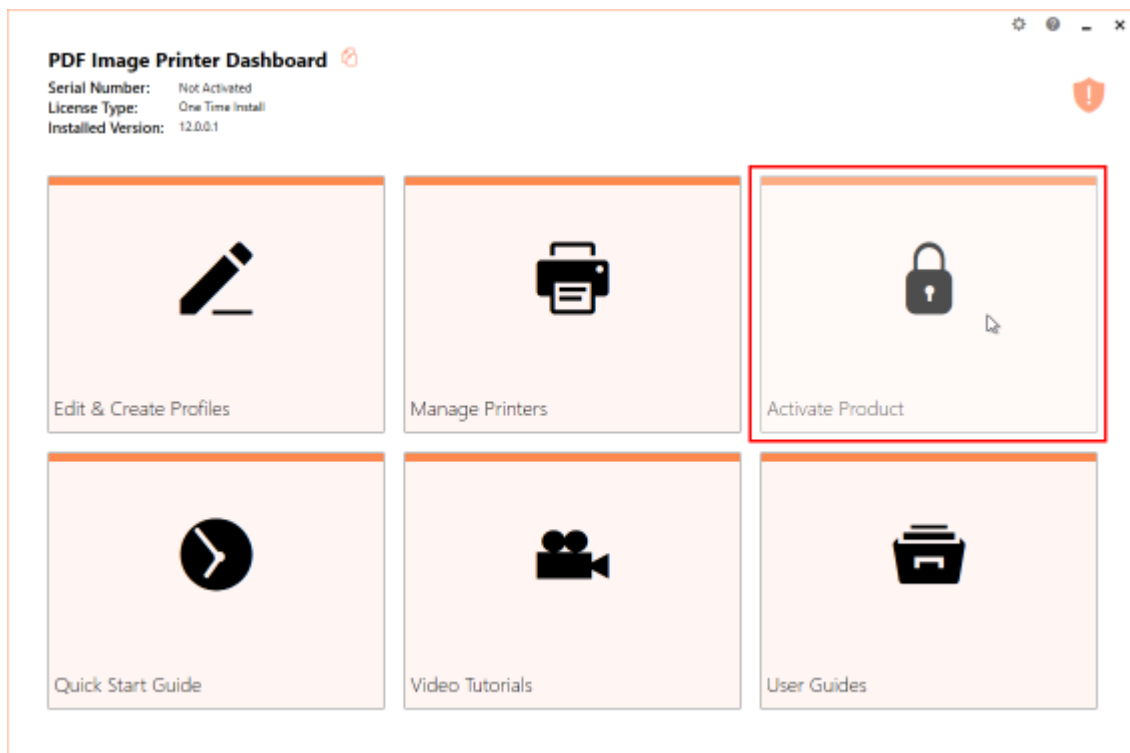 PDF Image Printer Dashboard
Serial Number: Not Activated
License Type: One Time Install
Installed Version: 12.0.0.1
Edit & Create Profiles
Manage Printers
Activate Product
Quick Start Guide
Video Tutorials
User Guides